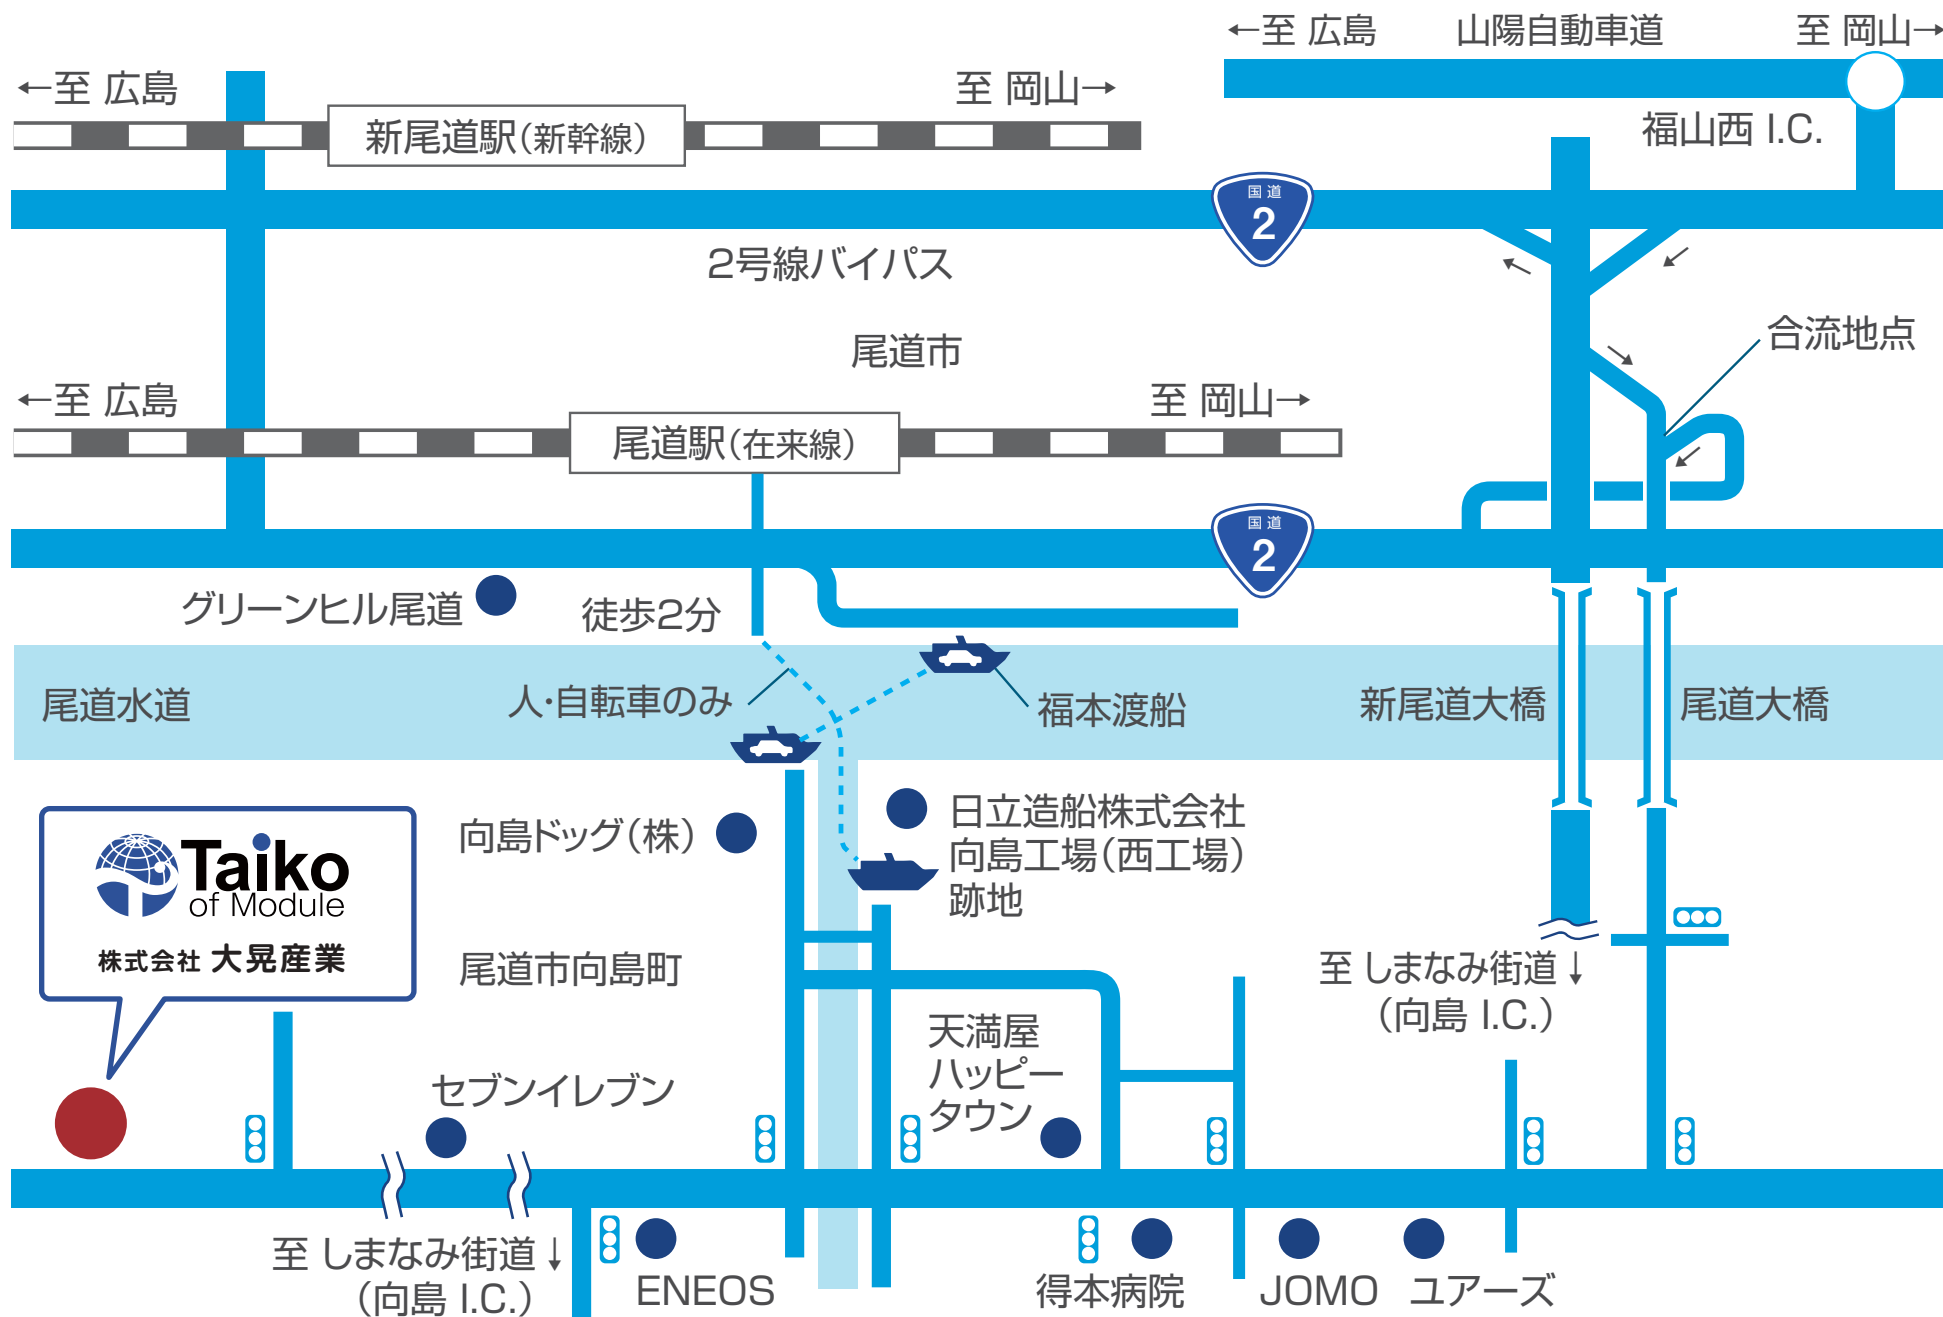 ←至 広島
山陽自動車道
至 岡山→
←至 広島
至 岡山→
新尾道駅（新幹線）
福山西 I.C.
国道
2
2号線バイパス
尾道市
合流地点
←至 広島
至 岡山→
尾道駅（在来線）
国道
2
グリーンヒル尾道
徒歩2分
尾道水道
人・自転車のみ
福本渡船
新尾道大橋
尾道大橋
向島ドッグ（株）
日立造船株式会社
向島工場（西工場）
跡地
Taiko
of Module
株式会社 大晃産業
尾道市向島町
至 しまなみ街道↓
（向島 I.C.）
天満屋
ハッピー
タウン
セブンイレブン
至 しまなみ街道↓
（向島 I.C.）
ENEOS
得本病院
JOMO
ユアーズ